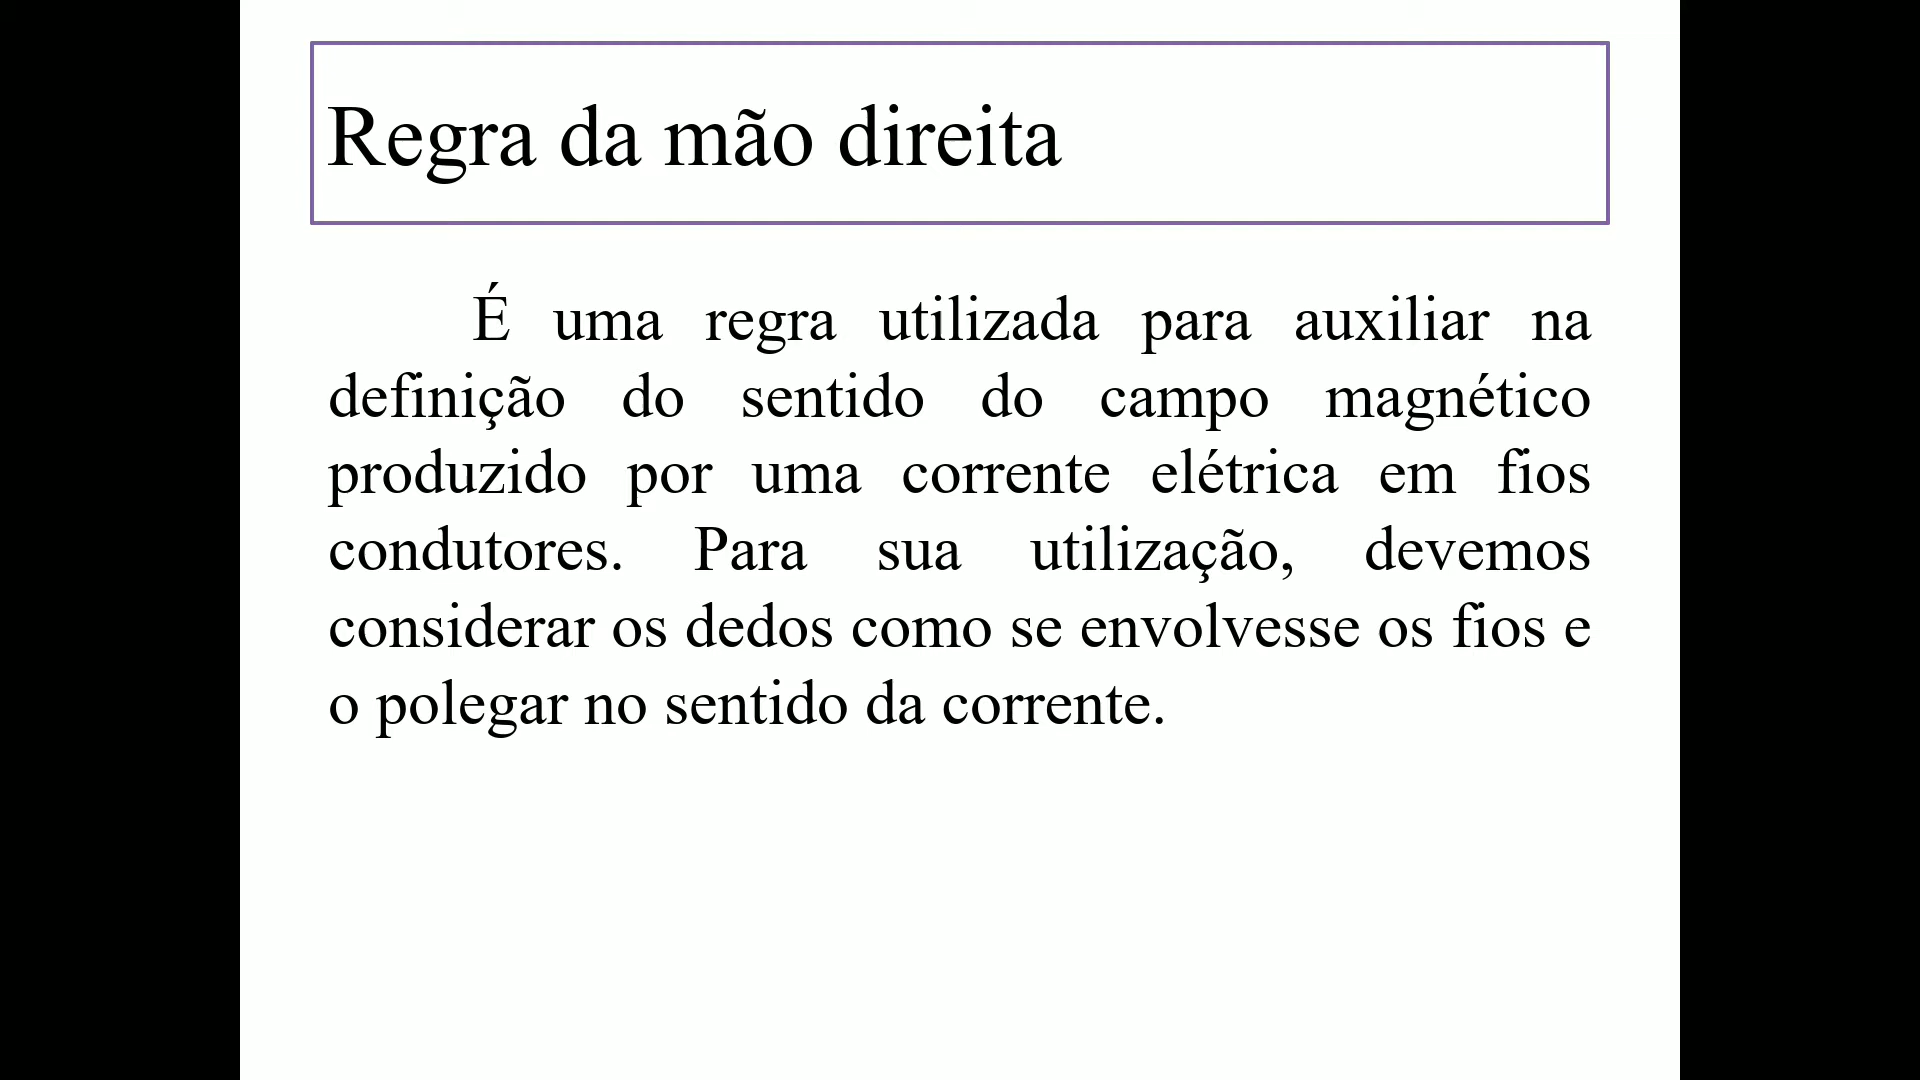 Regra da mão direita
É uma regra utilizada para auxiliar na
definição do sentido do campo magnético
produzido por uma corrente elétrica em fios
condutores. Para sua utilização, devemos
considerar os dedos como se envolvesse os fios e
o polegar no sentido da corrente.